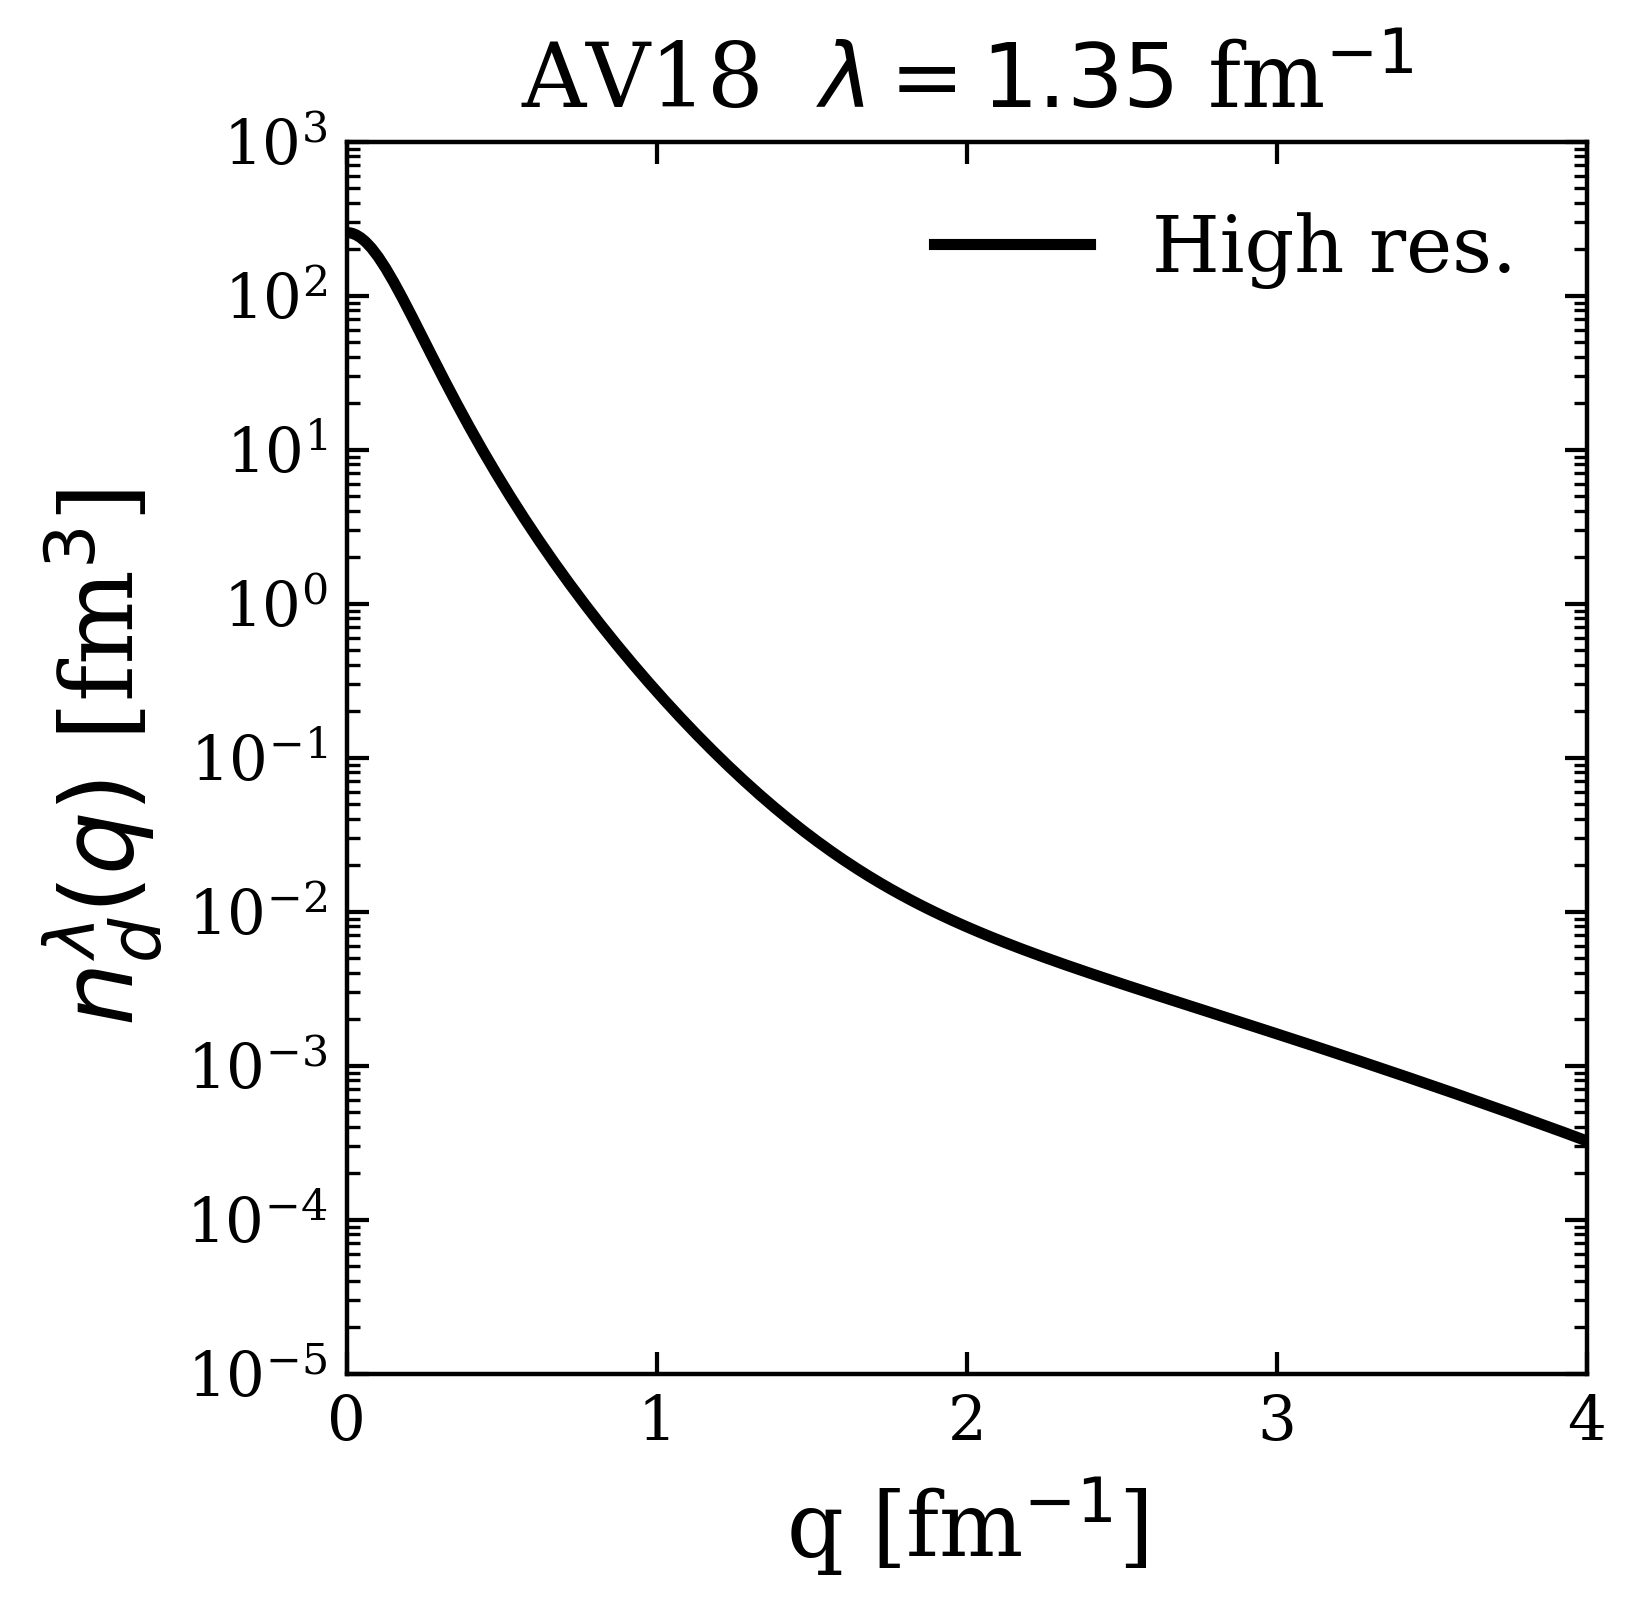 AV18 λ = 1.35 fm⁻¹
High res.
n_d^λ(q) [fm³]
10³
10²
10¹
10⁰
10⁻¹
10⁻²
10⁻³
10⁻⁴
10⁻⁵
0 1 2 3 4
q [fm⁻¹]